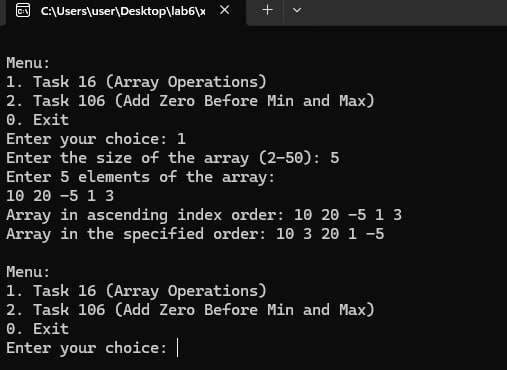 C:\Users\user\Desktop\lab6\x
Menu:
1. Task 16 (Array Operations)
2. Task 106 (Add Zero Before Min and Max)
0. Exit
Enter your choice: 1
Enter the size of the array (2-50): 5
Enter 5 elements of the array:
10 20 -5 1 3
Array in ascending index order: 10 20 -5 1 3
Array in the specified order: 10 3 20 1 -5
Menu:
1. Task 16 (Array Operations)
2. Task 106 (Add Zero Before Min and Max)
0. Exit
Enter your choice: